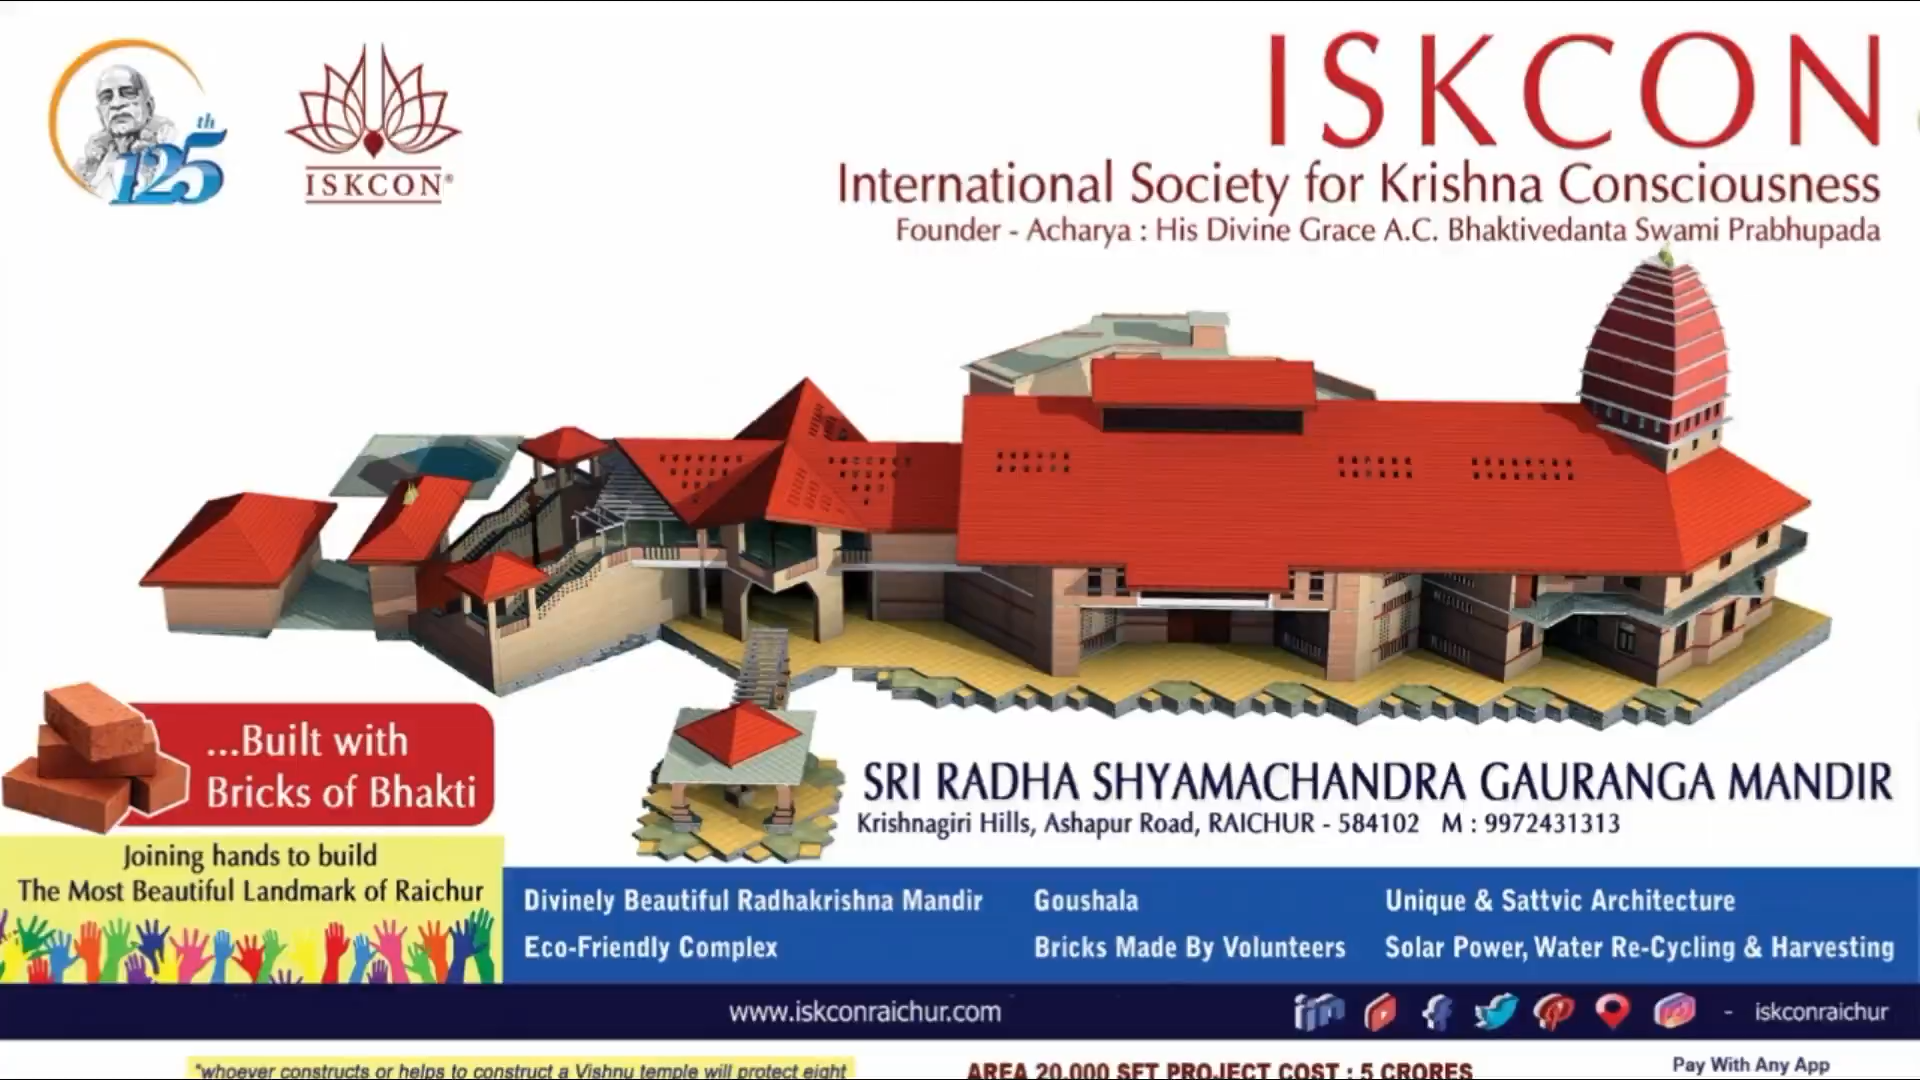 125th
ISKCON®
ISKCON
International Society for Krishna Consciousness
Founder - Acharya : His Divine Grace A.C. Bhaktivedanta Swami Prabhupada
...Built with
Bricks of Bhakti
SRI RADHA SHYAMACHANDRA GAURANGA MANDIR
Krishnagiri Hills, Ashapur Road, RAICHUR - 584102 M : 9972431313
Joining hands to build
The Most Beautiful Landmark of Raichur
Divinely Beautiful Radhakrishna Mandir Goushala Unique & Sattvic Architecture
Eco-Friendly Complex Bricks Made By Volunteers Solar Power, Water Re-Cycling & Harvesting
www.iskconraichur.com in f - iskconraichur
"whoever constructs or helps to construct a Vishnu temple will protect eight
AREA 20,000 SFT PROJECT COST : 5 CRORES
Pay With Any App